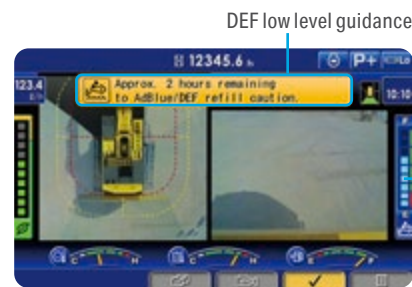 DEF low level guidance
12345.6 h
P+
Lo
123.4
Approx. 2 hours remaining
to AdBlue/DEF refill caution.
10:10
F
C H
C H
E F